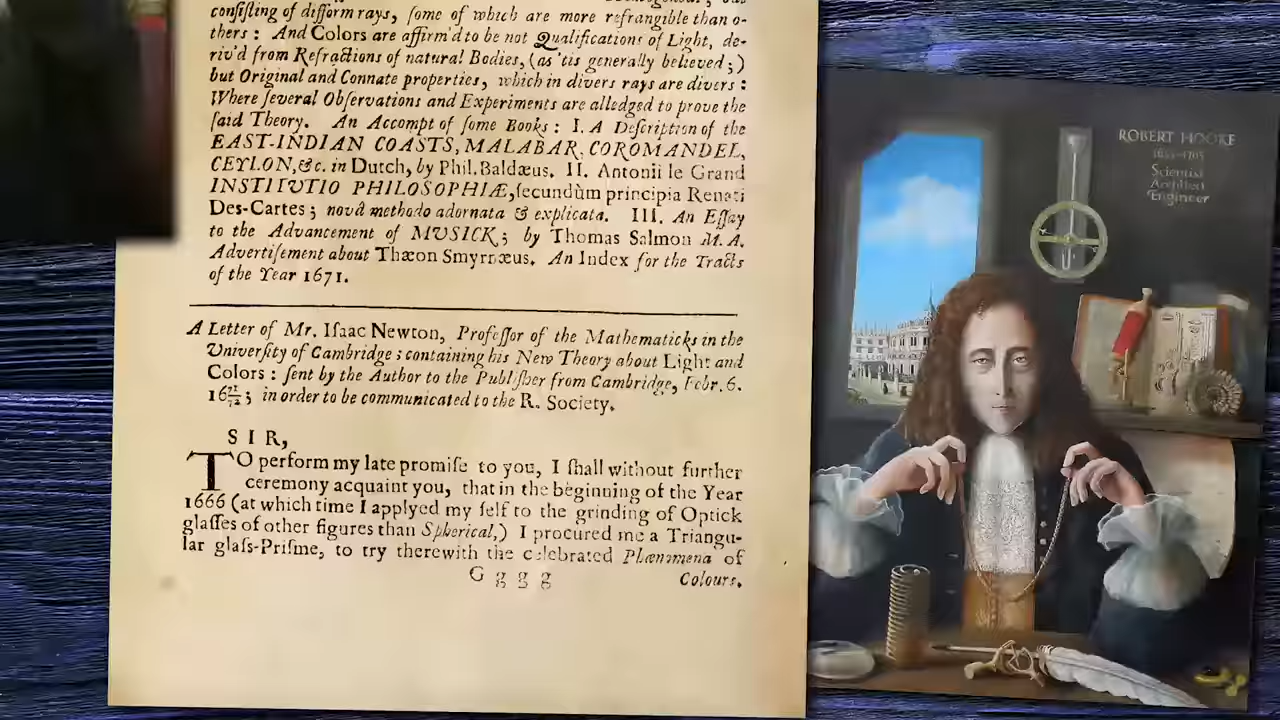 consisting of difform rays, some of which are more refrangible than o-
thers : And Colors are affirm'd to be not Qualifications of Light, de-
riv'd from Refractions of natural Bodies, (as 'tis generally believed ;)
but Original and Connate properties, which in divers rays are divers :
Where several Observations and Experiments are alledged to prove the
said Theory. An Accompt of some Books : I. A Description of the
EAST-INDIAN COASTS, MALABAR, COROMANDEL,
CEYLON, &c. in Dutch, by Phil. Baldæus. II. Antonii le Grand
INSTITVTIO PHILOSOPHIÆ, secundùm principia Renati
Des-Cartes ; novâ methodo adornata & explicata. III. An Essay
to the Advancement of MVSICK ; by Thomas Salmon M. A.
Advertisement about Thæon Smyrnæus. An Index for the Tracts
of the Year 1671.
A Letter of Mr. Isaac Newton, Professor of the Mathematicks in the
University of Cambridge ; containing his New Theory about Light and
Colors : sent by the Author to the Publisher from Cambridge, Febr. 6.
167½ ; in order to be communicated to the R. Society.
SIR,
TO perform my late promise to you, I shall without further
ceremony acquaint you, that in the beginning of the Year
1666 (at which time I applyed my self to the grinding of Optick
glasses of other figures than Spherical,) I procured me a Triangu-
lar glass-Prisme, to try therewith the celebrated Phænomena of
G g g g Colours.
ROBERT HOOKE
Scientist
Architect
Engineer